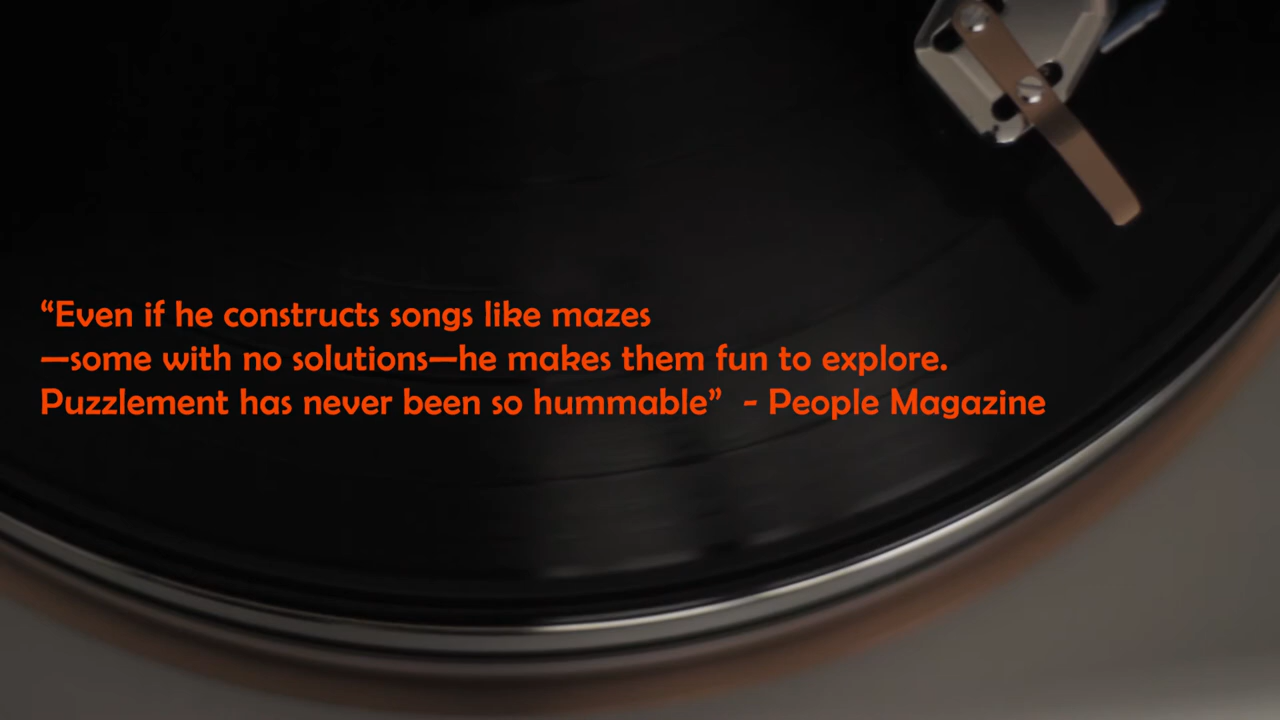 “Even if he constructs songs like mazes
—some with no solutions—he makes them fun to explore.
Puzzlement has never been so hummable” - People Magazine